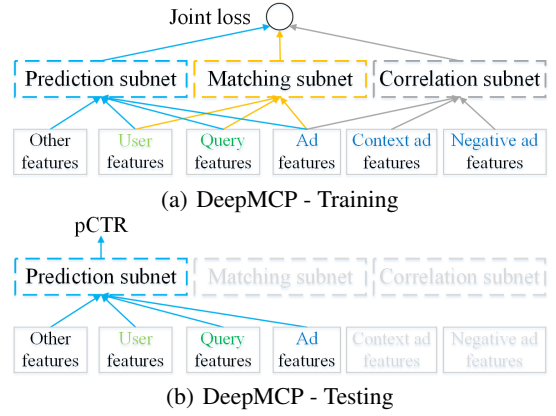 Joint loss
Prediction subnet Matching subnet Correlation subnet
Other features User features Query features Ad features Context ad features Negative ad features
(a) DeepMCP - Training
pCTR
Prediction subnet Matching subnet Correlation subnet
Other features User features Query features Ad features Context ad features Negative ad features
(b) DeepMCP - Testing